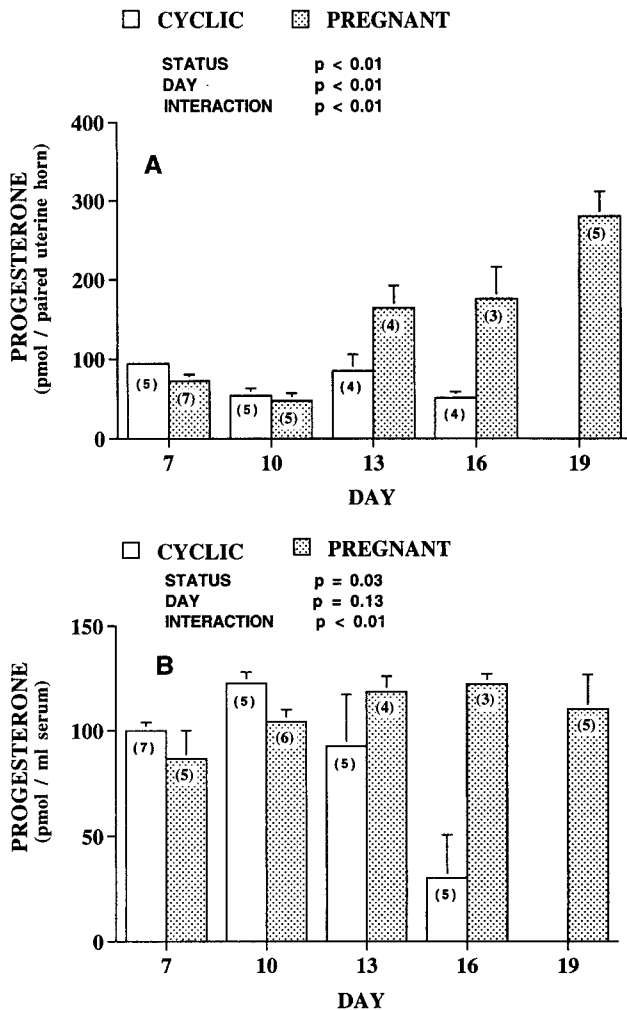 CYCLIC PREGNANT
STATUS p < 0.01
DAY p < 0.01
INTERACTION p < 0.01
A
PROGESTERONE
(pmol / paired uterine horn)
400
300
200
100
0
(5) (7) (5) (5) (4) (4) (4) (3) (5)
7 10 13 16 19
DAY
CYCLIC PREGNANT
STATUS p = 0.03
DAY p = 0.13
INTERACTION p < 0.01
B
PROGESTERONE
(pmol / ml serum)
150
100
50
0
(7) (5) (5) (6) (5) (4) (5) (3) (5)
7 10 13 16 19
DAY